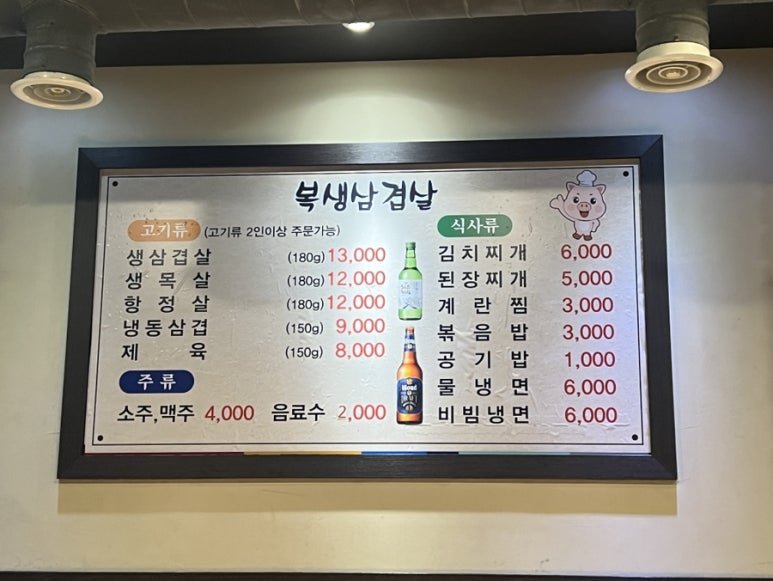 복생삼겹살
고기류 (고기류 2인이상 주문가능)
생삼겹살 (180g) 13,000
생목살 (180g) 12,000
항정살 (180g) 12,000
냉동삼겹 (150g) 9,000
제육 (150g) 8,000
주류
소주,맥주 4,000 음료수 2,000
식사류
김치찌개 6,000
된장찌개 5,000
계란찜 3,000
볶음밥 3,000
공기밥 1,000
물냉면 6,000
비빔냉면 6,000